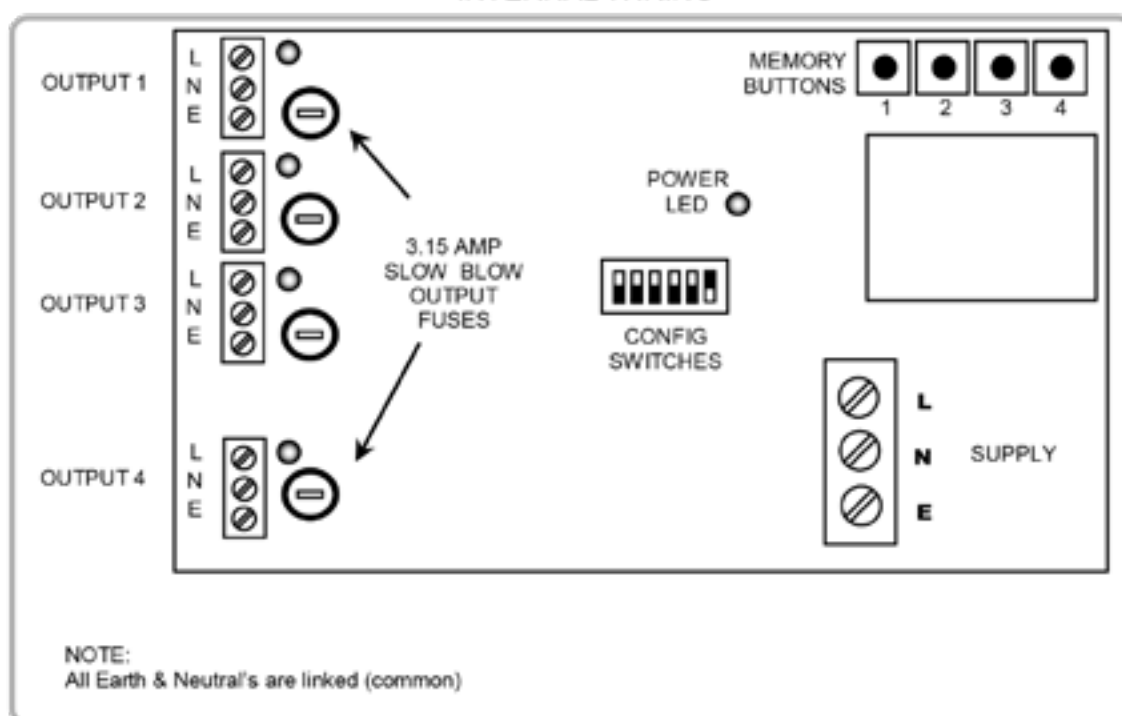 OUTPUT 1
L
N
E
OUTPUT 2
L
N
E
OUTPUT 3
L
N
E
OUTPUT 4
L
N
E
3.15 AMP
SLOW BLOW
OUTPUT
FUSES
MEMORY
BUTTONS
1 2 3 4
POWER
LED
CONFIG
SWITCHES
L
N
E
SUPPLY
NOTE:
All Earth & Neutral's are linked (common)